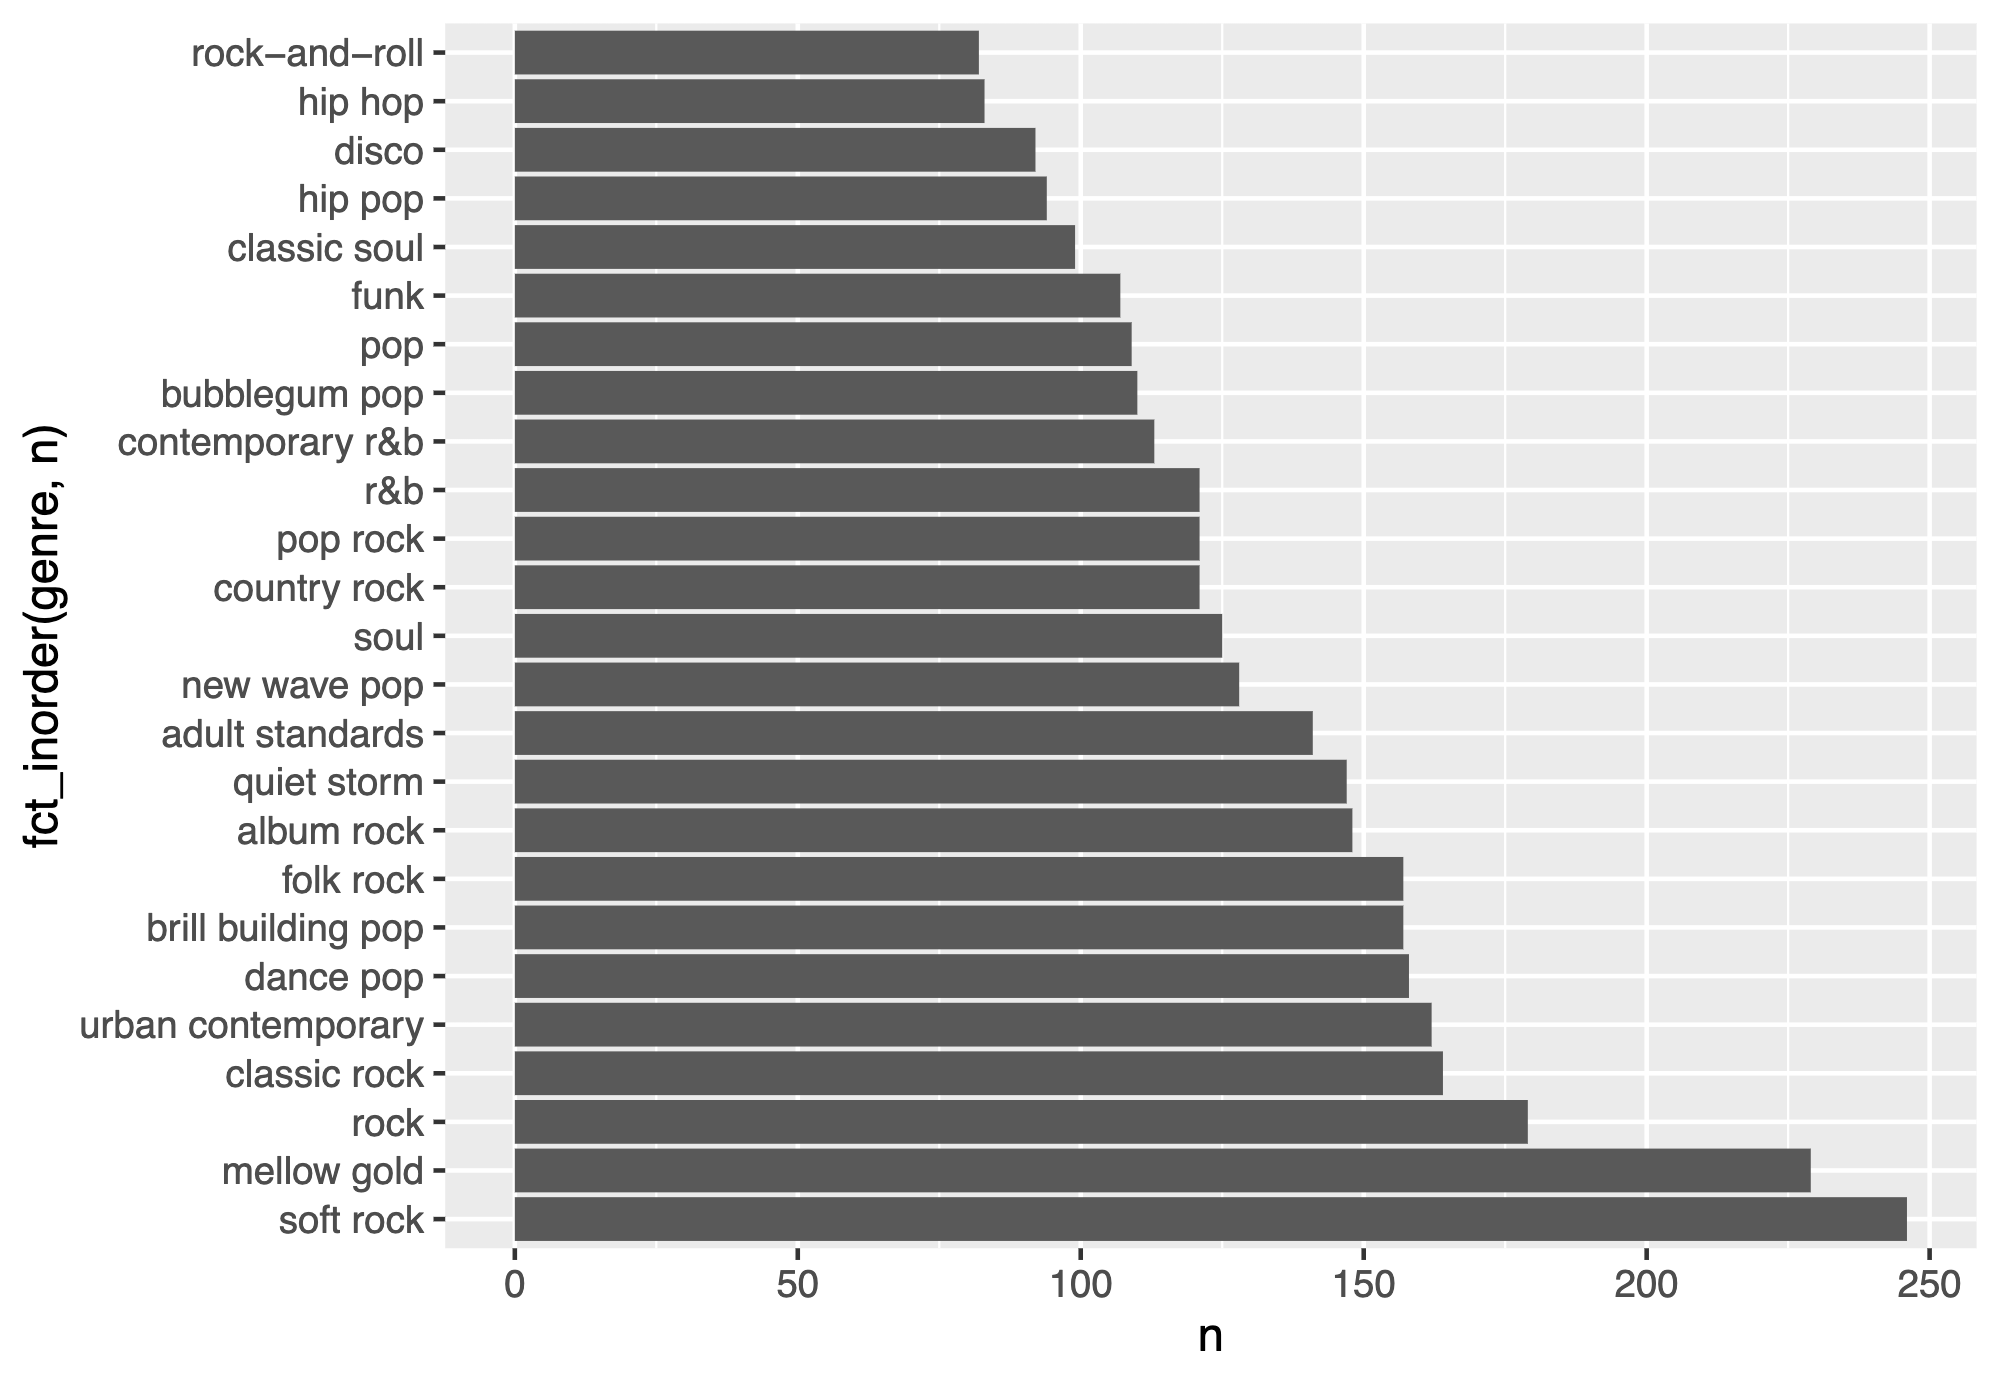 rock−and−roll
hip hop
disco
hip pop
classic soul
funk
pop
bubblegum pop
contemporary r&b
r&b
pop rock
country rock
soul
new wave pop
adult standards
quiet storm
album rock
folk rock
brill building pop
dance pop
urban contemporary
classic rock
rock
mellow gold
soft rock
fct_inorder(genre, n)
0 50 100 150 200 250
n